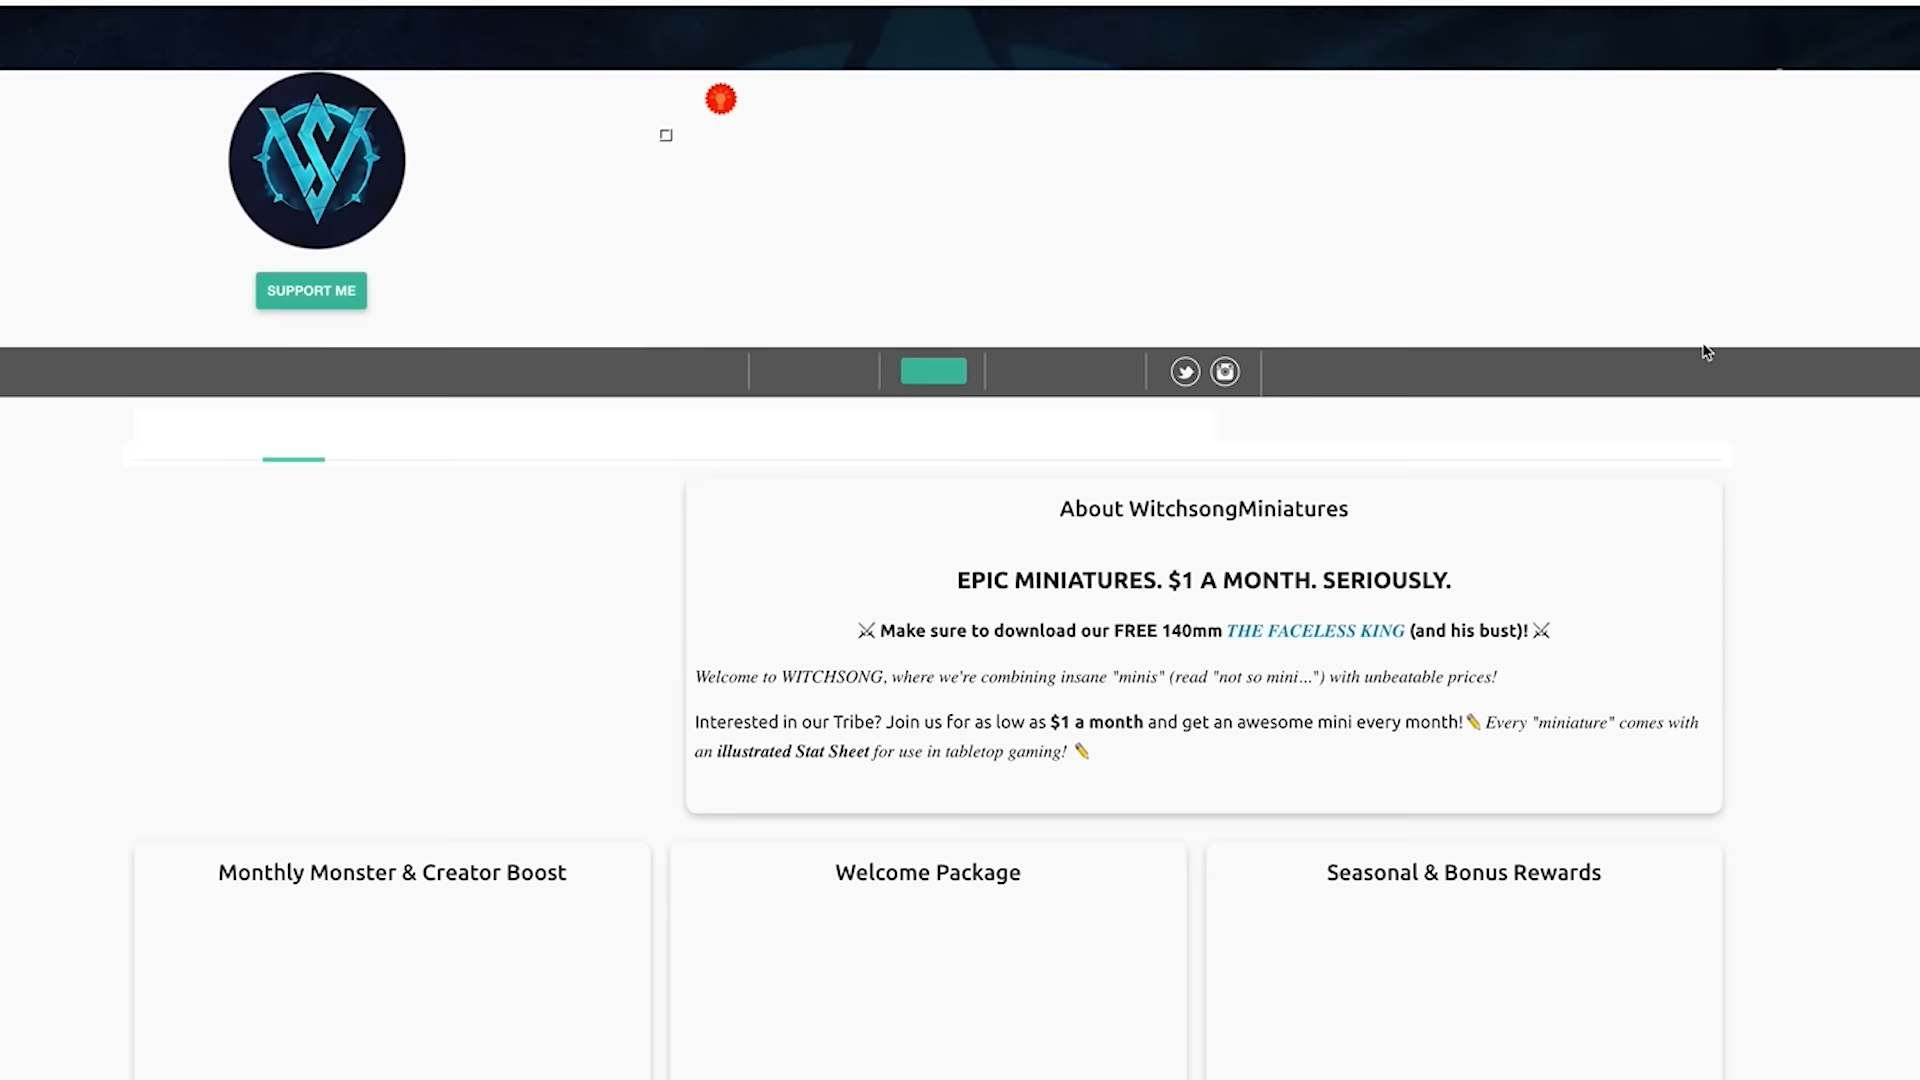 SUPPORT ME
About WitchsongMiniatures
EPIC MINIATURES. $1 A MONTH. SERIOUSLY.
⚔ Make sure to download our FREE 140mm THE FACELESS KING (and his bust)! ⚔
Welcome to WITCHSONG, where we're combining insane "minis" (read "not so mini...") with unbeatable prices!
Interested in our Tribe? Join us for as low as $1 a month and get an awesome mini every month!✏️ Every "miniature" comes with
an illustrated Stat Sheet for use in tabletop gaming! ✏️
Monthly Monster & Creator Boost
Welcome Package
Seasonal & Bonus Rewards